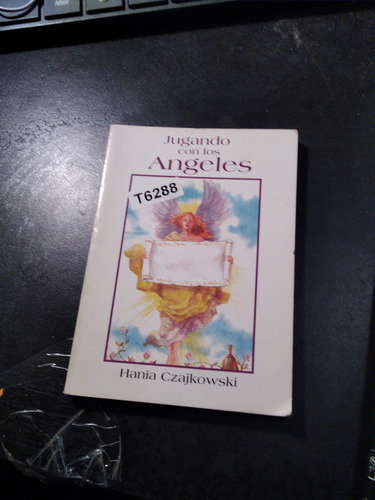 Jugando
con los
Angeles
T6288
Hania Czajkowski